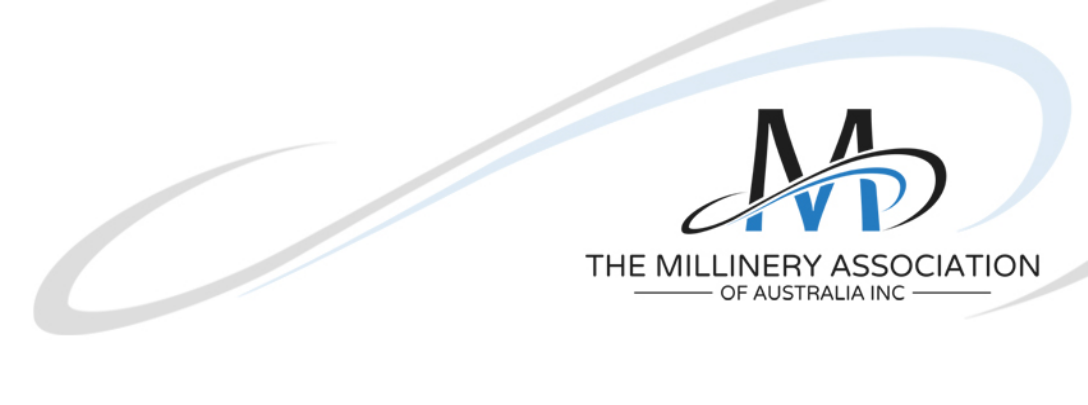 M
THE MILLINERY ASSOCIATION
OF AUSTRALIA INC